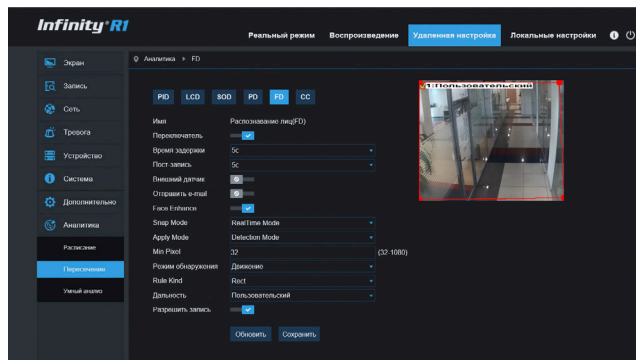 Infinity R1
Реальный режим Воспроизведение Удаленная настройка Локальные настройки
Экран
Запись
Сеть
Тревога
Устройство
Система
Дополнительно
Аналитика
Расписание
Пересечение
Умный анализ
Аналитика FD
PID LCD SOD PD FD CC
Имя Распознавание лиц(FD)
Переключатель
Время задержки 5с
Пост-запись 5с
Внешний датчик
Отправить e-mail
Face Enhance
Snap Mode RealTime Mode
Apply Mode Detection Mode
Min Pixel 32 (32-1080)
Режим обнаружения Движение
Rule Kind Rect
Дальность Пользовательский
Разрешить запись
Обновить Сохранить
1:Пользовательский